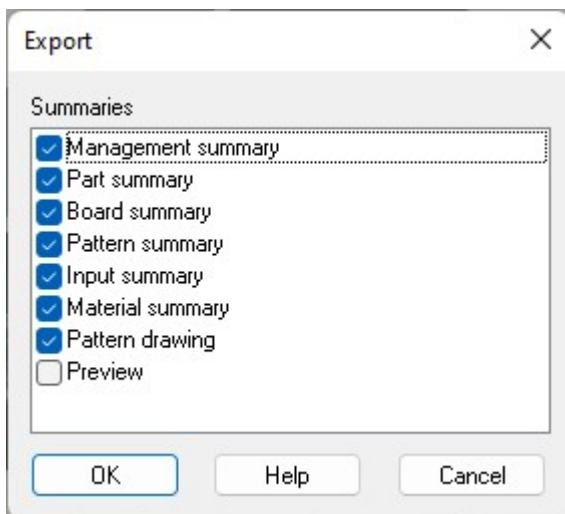 Export
Summaries
Management summary
Part summary
Board summary
Pattern summary
Input summary
Material summary
Pattern drawing
Preview
OK Help Cancel